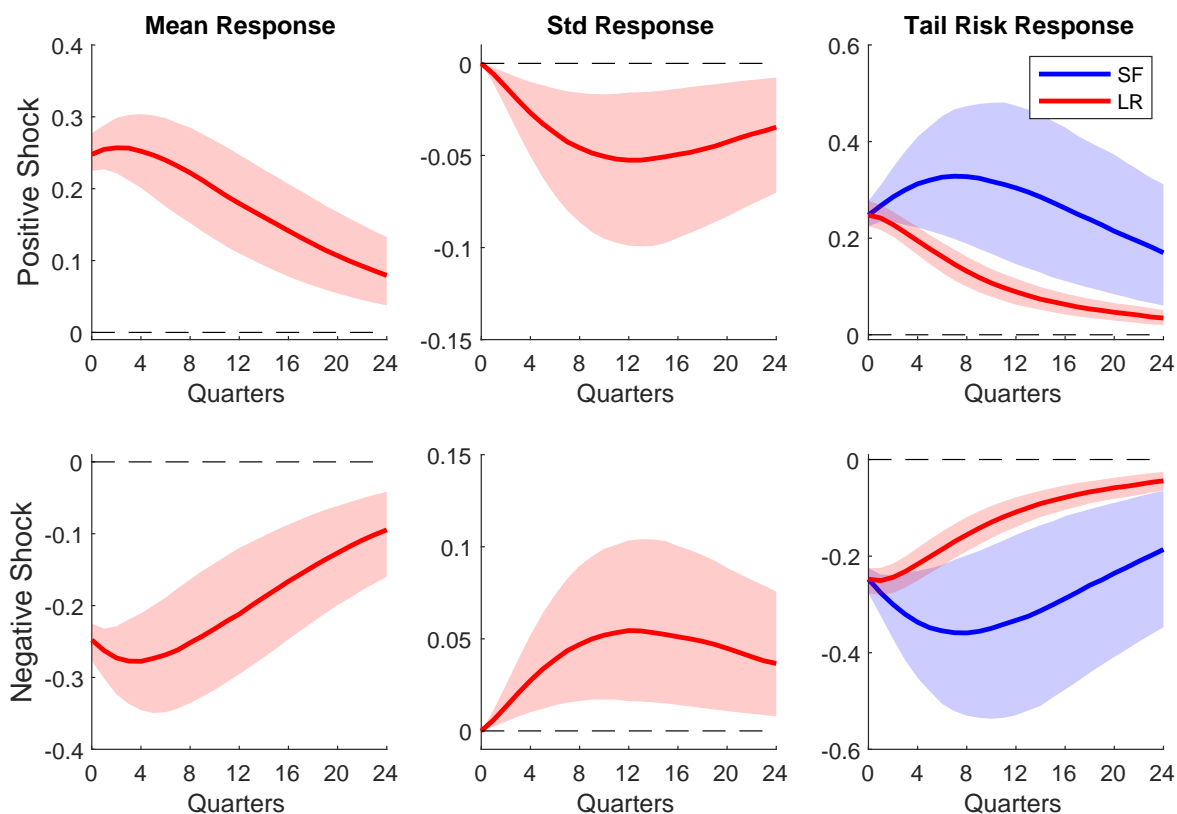 Mean Response
Std Response
Tail Risk Response
Positive Shock
0.4
0.3
0.2
0.1
0
0 4 8 12 16 20 24
Quarters
0
-0.05
-0.1
-0.15
0 4 8 12 16 20 24
Quarters
0.6
0.4
0.2
0
SF
LR
0 4 8 12 16 20 24
Quarters
Negative Shock
0
-0.1
-0.2
-0.3
-0.4
0 4 8 12 16 20 24
Quarters
0.15
0.1
0.05
0
0 4 8 12 16 20 24
Quarters
0
-0.2
-0.4
-0.6
0 4 8 12 16 20 24
Quarters